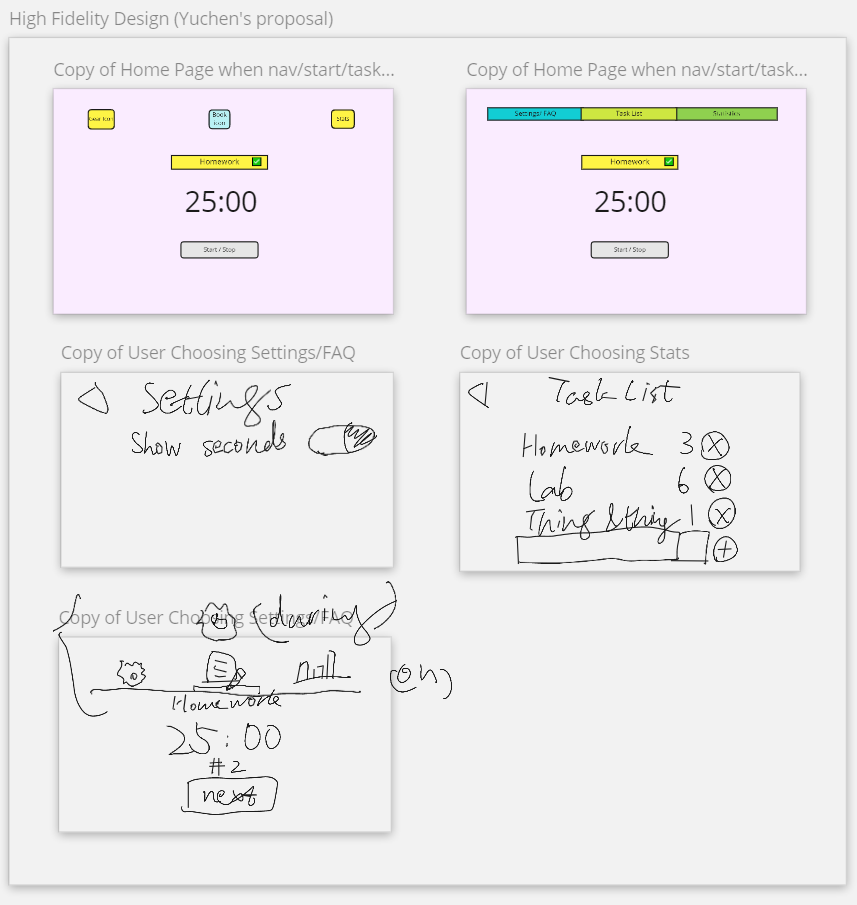 High Fidelity Design (Yuchen's proposal)
Copy of Home Page when nav/start/task...
Copy of Home Page when nav/start/task...
Gear Icon
Book
icon
Stats
Homework
25:00
Start / Stop
Settings/ FAQ
Task List
Statistics
Homework
25:00
Start / Stop
Copy of User Choosing Settings/FAQ
Copy of User Choosing Stats
Settings
Show seconds
Task List
Homework 3 X
Lab 6 X
Thing & thing 1 X
+
Copy of User Choosing Settings/FAQ
(during)
(on)
Homework
25:00
#2
next